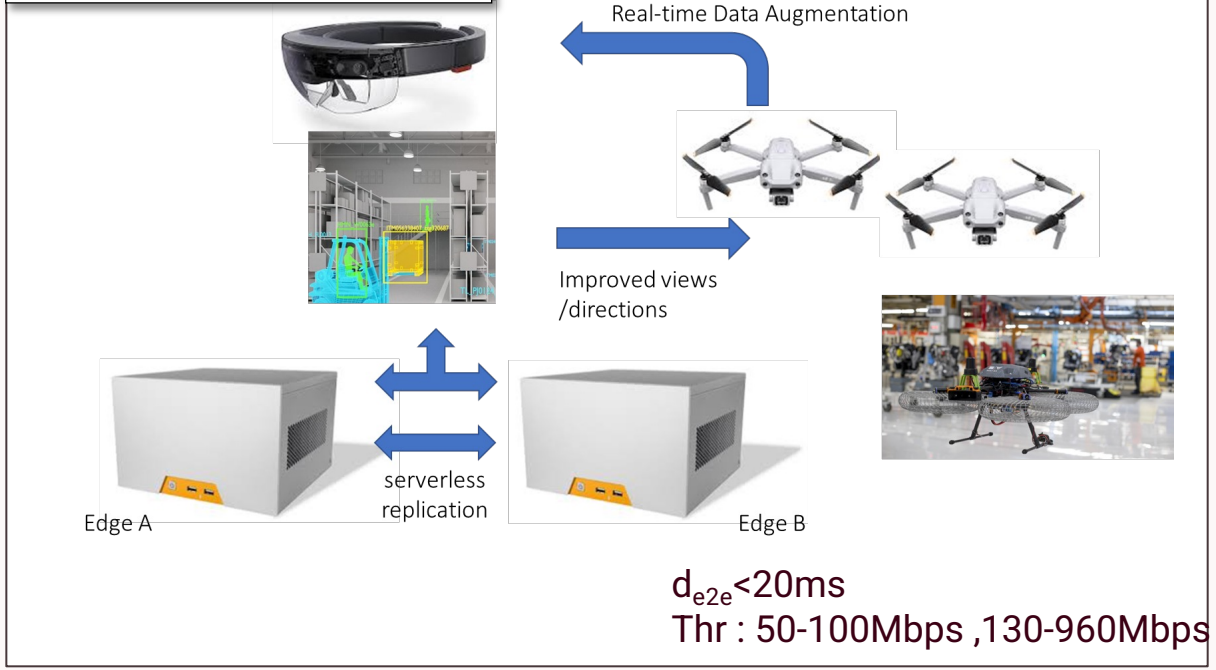 Real-time Data Augmentation
Improved views
/directions
serverless
replication
Edge A
Edge B
de2e<20ms
Thr : 50-100Mbps ,130-960Mbps